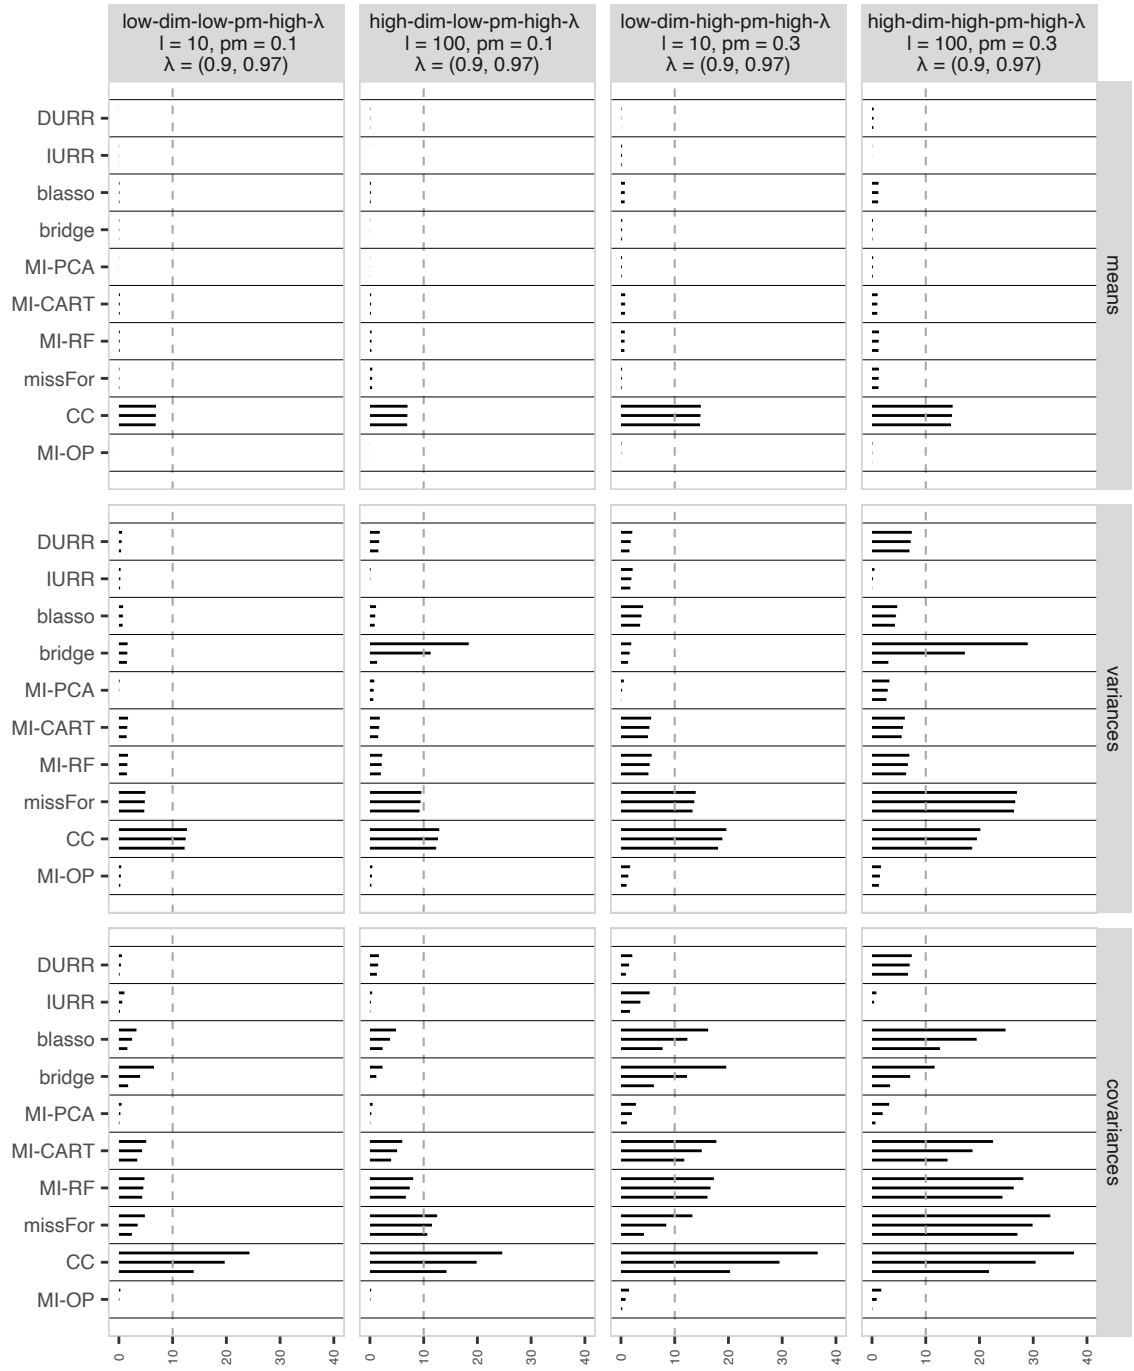 low-dim-low-pm-high-λ
l = 10, pm = 0.1
λ = (0.9, 0.97)
high-dim-low-pm-high-λ
l = 100, pm = 0.1
λ = (0.9, 0.97)
low-dim-high-pm-high-λ
l = 10, pm = 0.3
λ = (0.9, 0.97)
high-dim-high-pm-high-λ
l = 100, pm = 0.3
λ = (0.9, 0.97)
DURR
IURR
blasso
bridge
MI-PCA
MI-CART
MI-RF
missFor
CC
MI-OP
means
DURR
IURR
blasso
bridge
MI-PCA
MI-CART
MI-RF
missFor
CC
MI-OP
variances
DURR
IURR
blasso
bridge
MI-PCA
MI-CART
MI-RF
missFor
CC
MI-OP
covariances
0 10 20 30 40
0 10 20 30 40
0 10 20 30 40
0 10 20 30 40